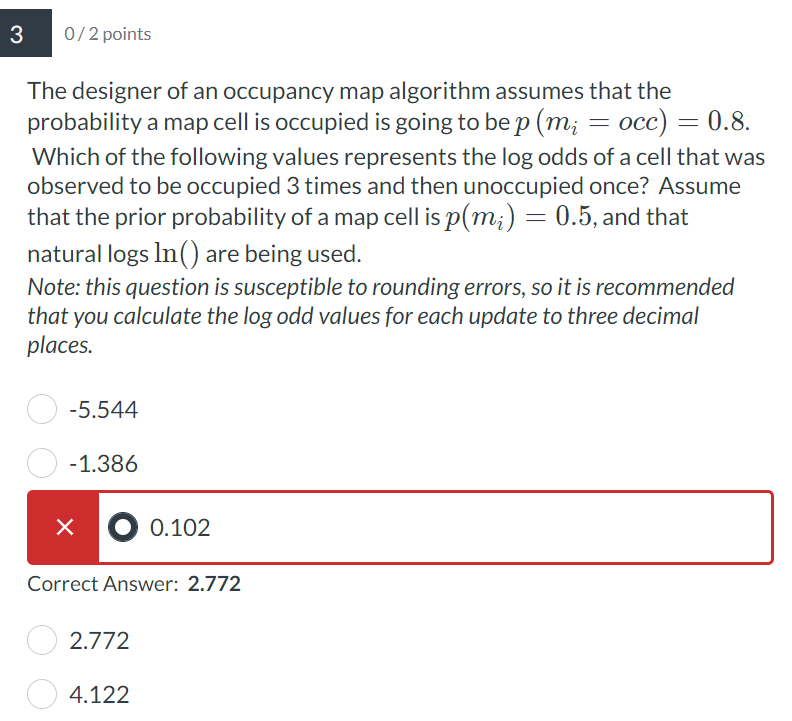 3 0 / 2 points
The designer of an occupancy map algorithm assumes that the
probability a map cell is occupied is going to be p (mᵢ = occ) = 0.8.
Which of the following values represents the log odds of a cell that was
observed to be occupied 3 times and then unoccupied once? Assume
that the prior probability of a map cell is p(mᵢ) = 0.5, and that
natural logs ln() are being used.
Note: this question is susceptible to rounding errors, so it is recommended
that you calculate the log odd values for each update to three decimal
places.
-5.544
-1.386
0.102
Correct Answer: 2.772
2.772
4.122